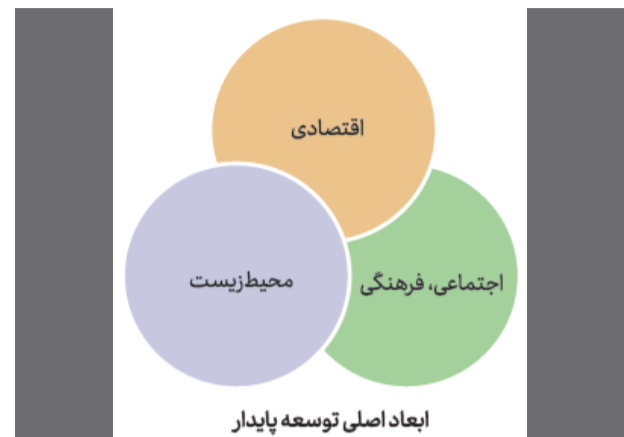 اقتصادی
اجتماعی، فرهنگی
محیط‌زیست
ابعاد اصلی توسعه پایدار